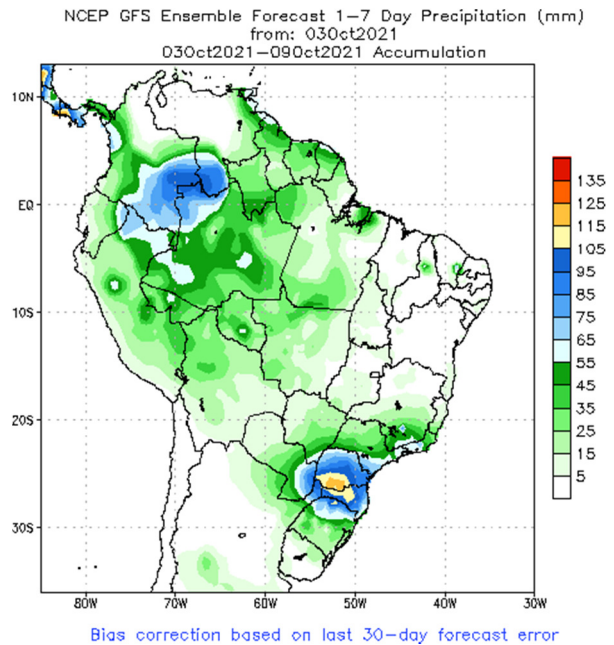 NCEP GFS Ensemble Forecast 1–7 Day Precipitation (mm)
from: 03Oct2021
03Oct2021–09Oct2021 Accumulation
10N
EQ
10S
20S
30S
80W 70W 60W 50W 40W 30W
135
125
115
105
95
85
75
65
55
45
35
25
15
5
Bias correction based on last 30–day forecast error